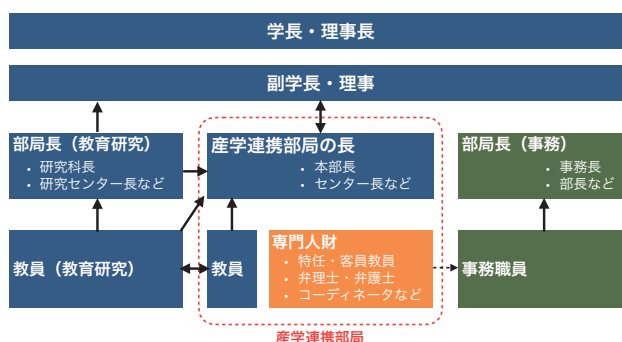 学長・理事長
副学長・理事
部局長（教育研究）
・研究科長
・研究センター長など
産学連携部局の長
・本部長
・センター長など
部局長（事務）
・事務長
・部長など
教員（教育研究）
教員
専門人財
・特任・客員教員
・弁理士・弁護士
・コーディネータなど
事務職員
産学連携部局